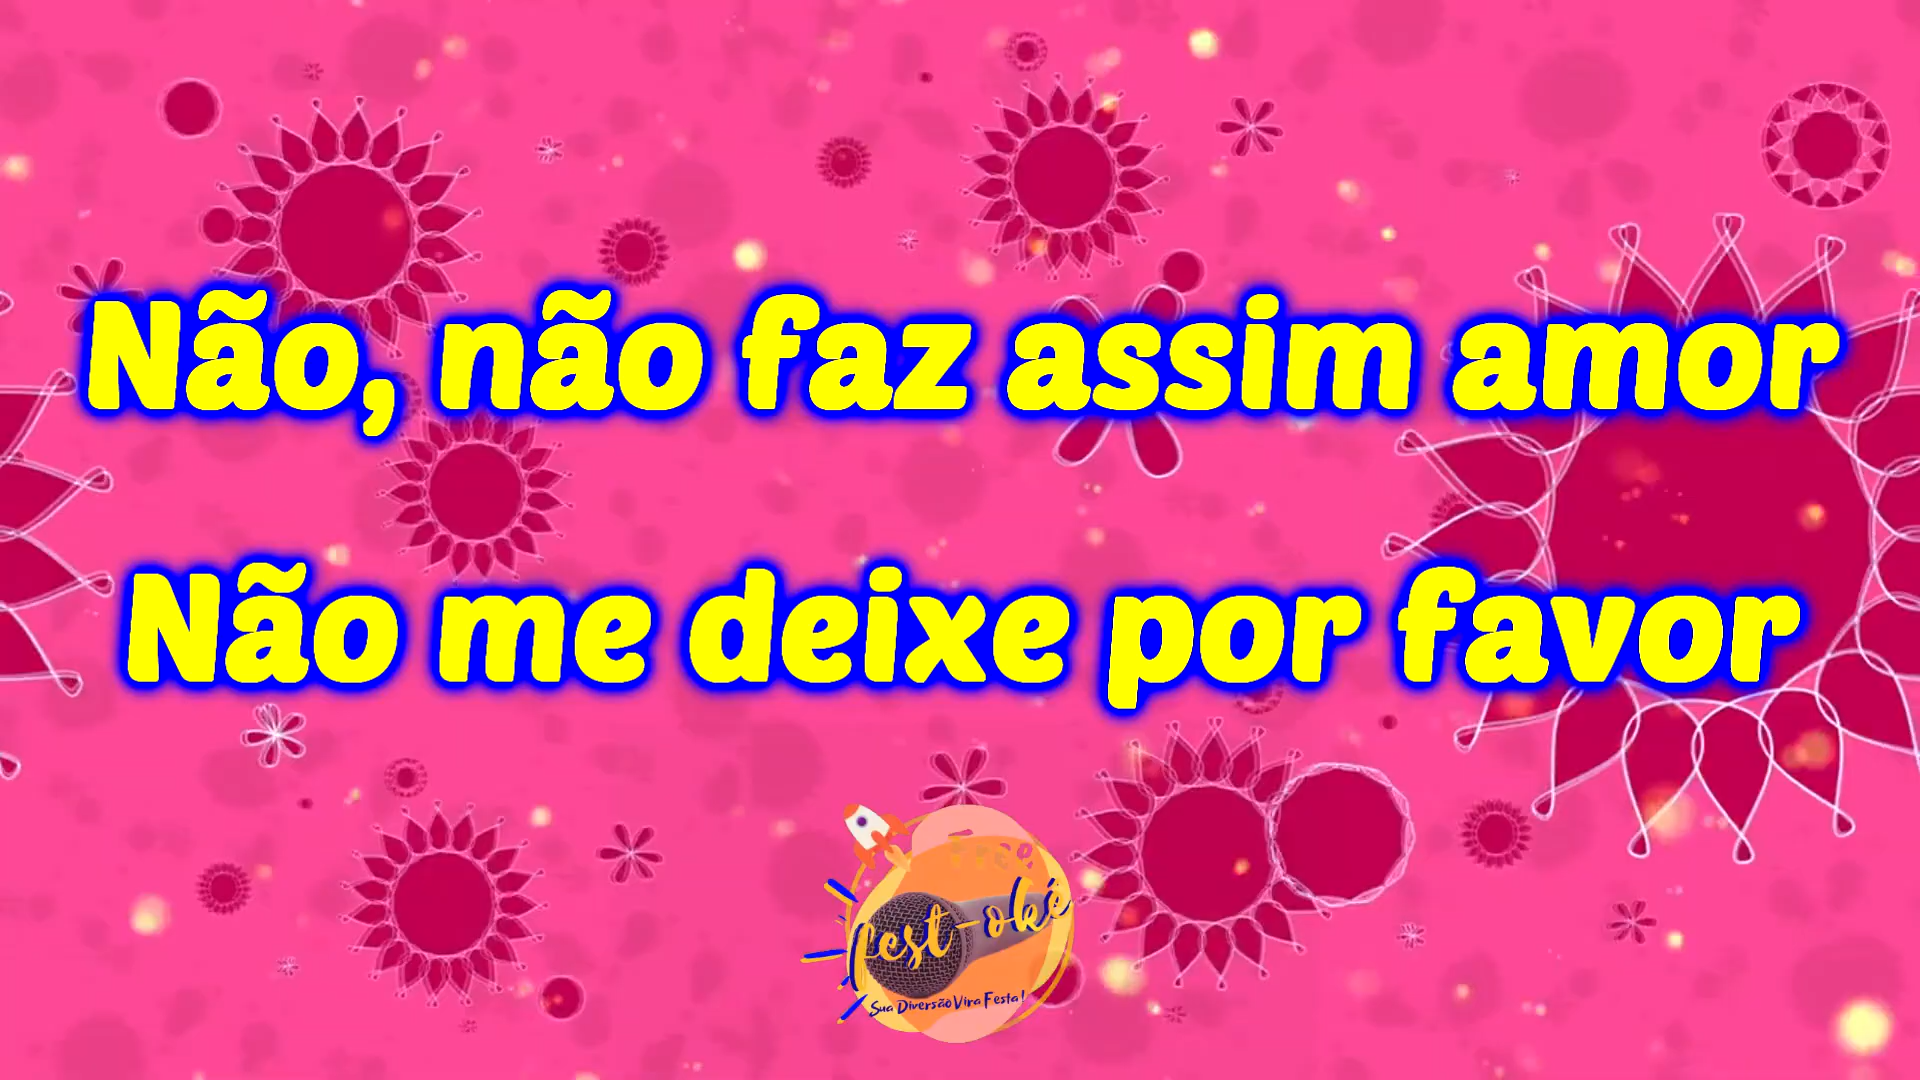 Não, não faz assim amor
Não me deixe por favor
Fest-okê
Sua Diversão Vira Festa!